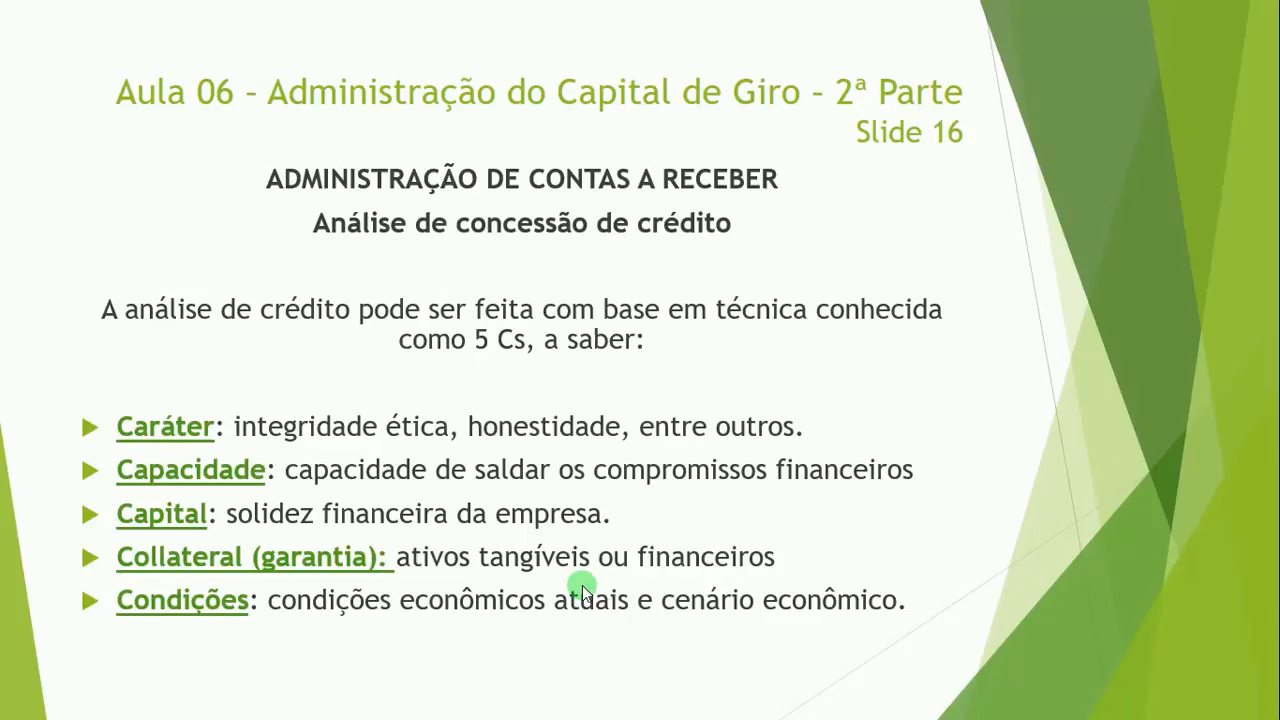 Aula 06 – Administração do Capital de Giro – 2ª Parte
Slide 16
ADMINISTRAÇÃO DE CONTAS A RECEBER
Análise de concessão de crédito
A análise de crédito pode ser feita com base em técnica conhecida
como 5 Cs, a saber:
Caráter: integridade ética, honestidade, entre outros.
Capacidade: capacidade de saldar os compromissos financeiros
Capital: solidez financeira da empresa.
Collateral (garantia): ativos tangíveis ou financeiros
Condições: condições econômicos atuais e cenário econômico.